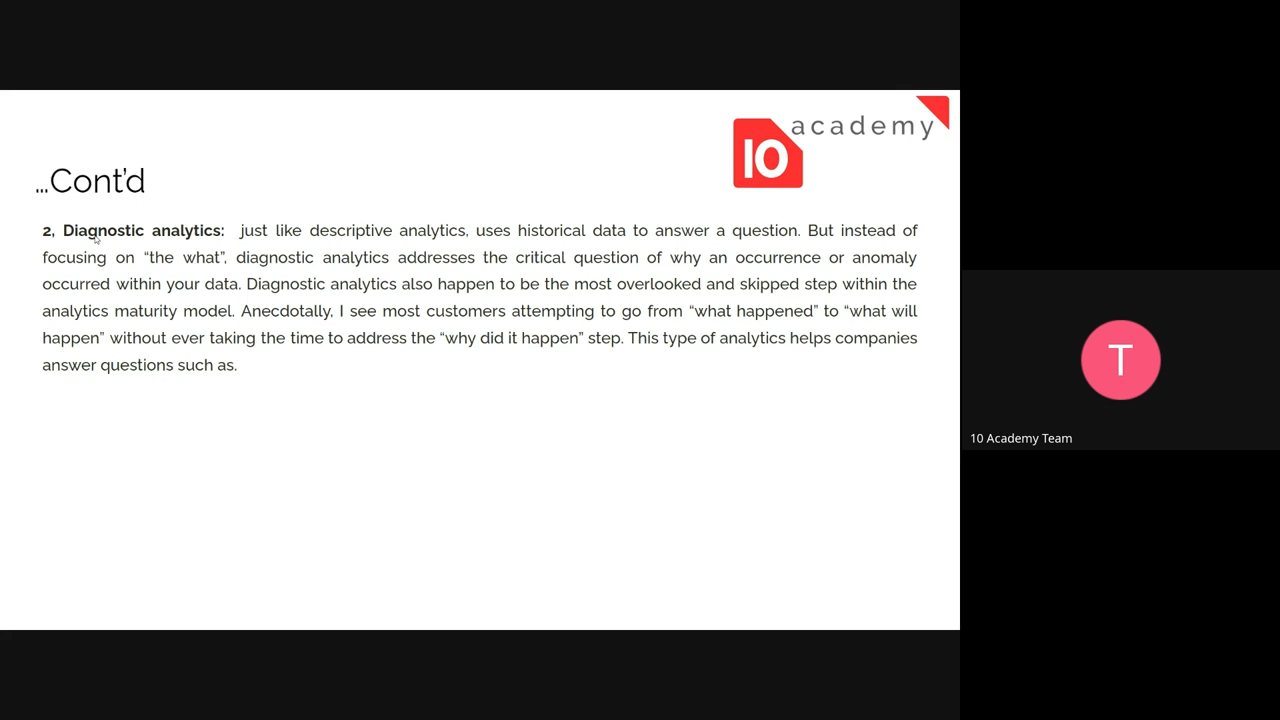 10 academy
...Cont'd
2, Diagnostic analytics: just like descriptive analytics, uses historical data to answer a question. But instead of
focusing on “the what”, diagnostic analytics addresses the critical question of why an occurrence or anomaly
occurred within your data. Diagnostic analytics also happen to be the most overlooked and skipped step within the
analytics maturity model. Anecdotally, I see most customers attempting to go from “what happened” to “what will
happen” without ever taking the time to address the “why did it happen” step. This type of analytics helps companies
answer questions such as.
T
10 Academy Team